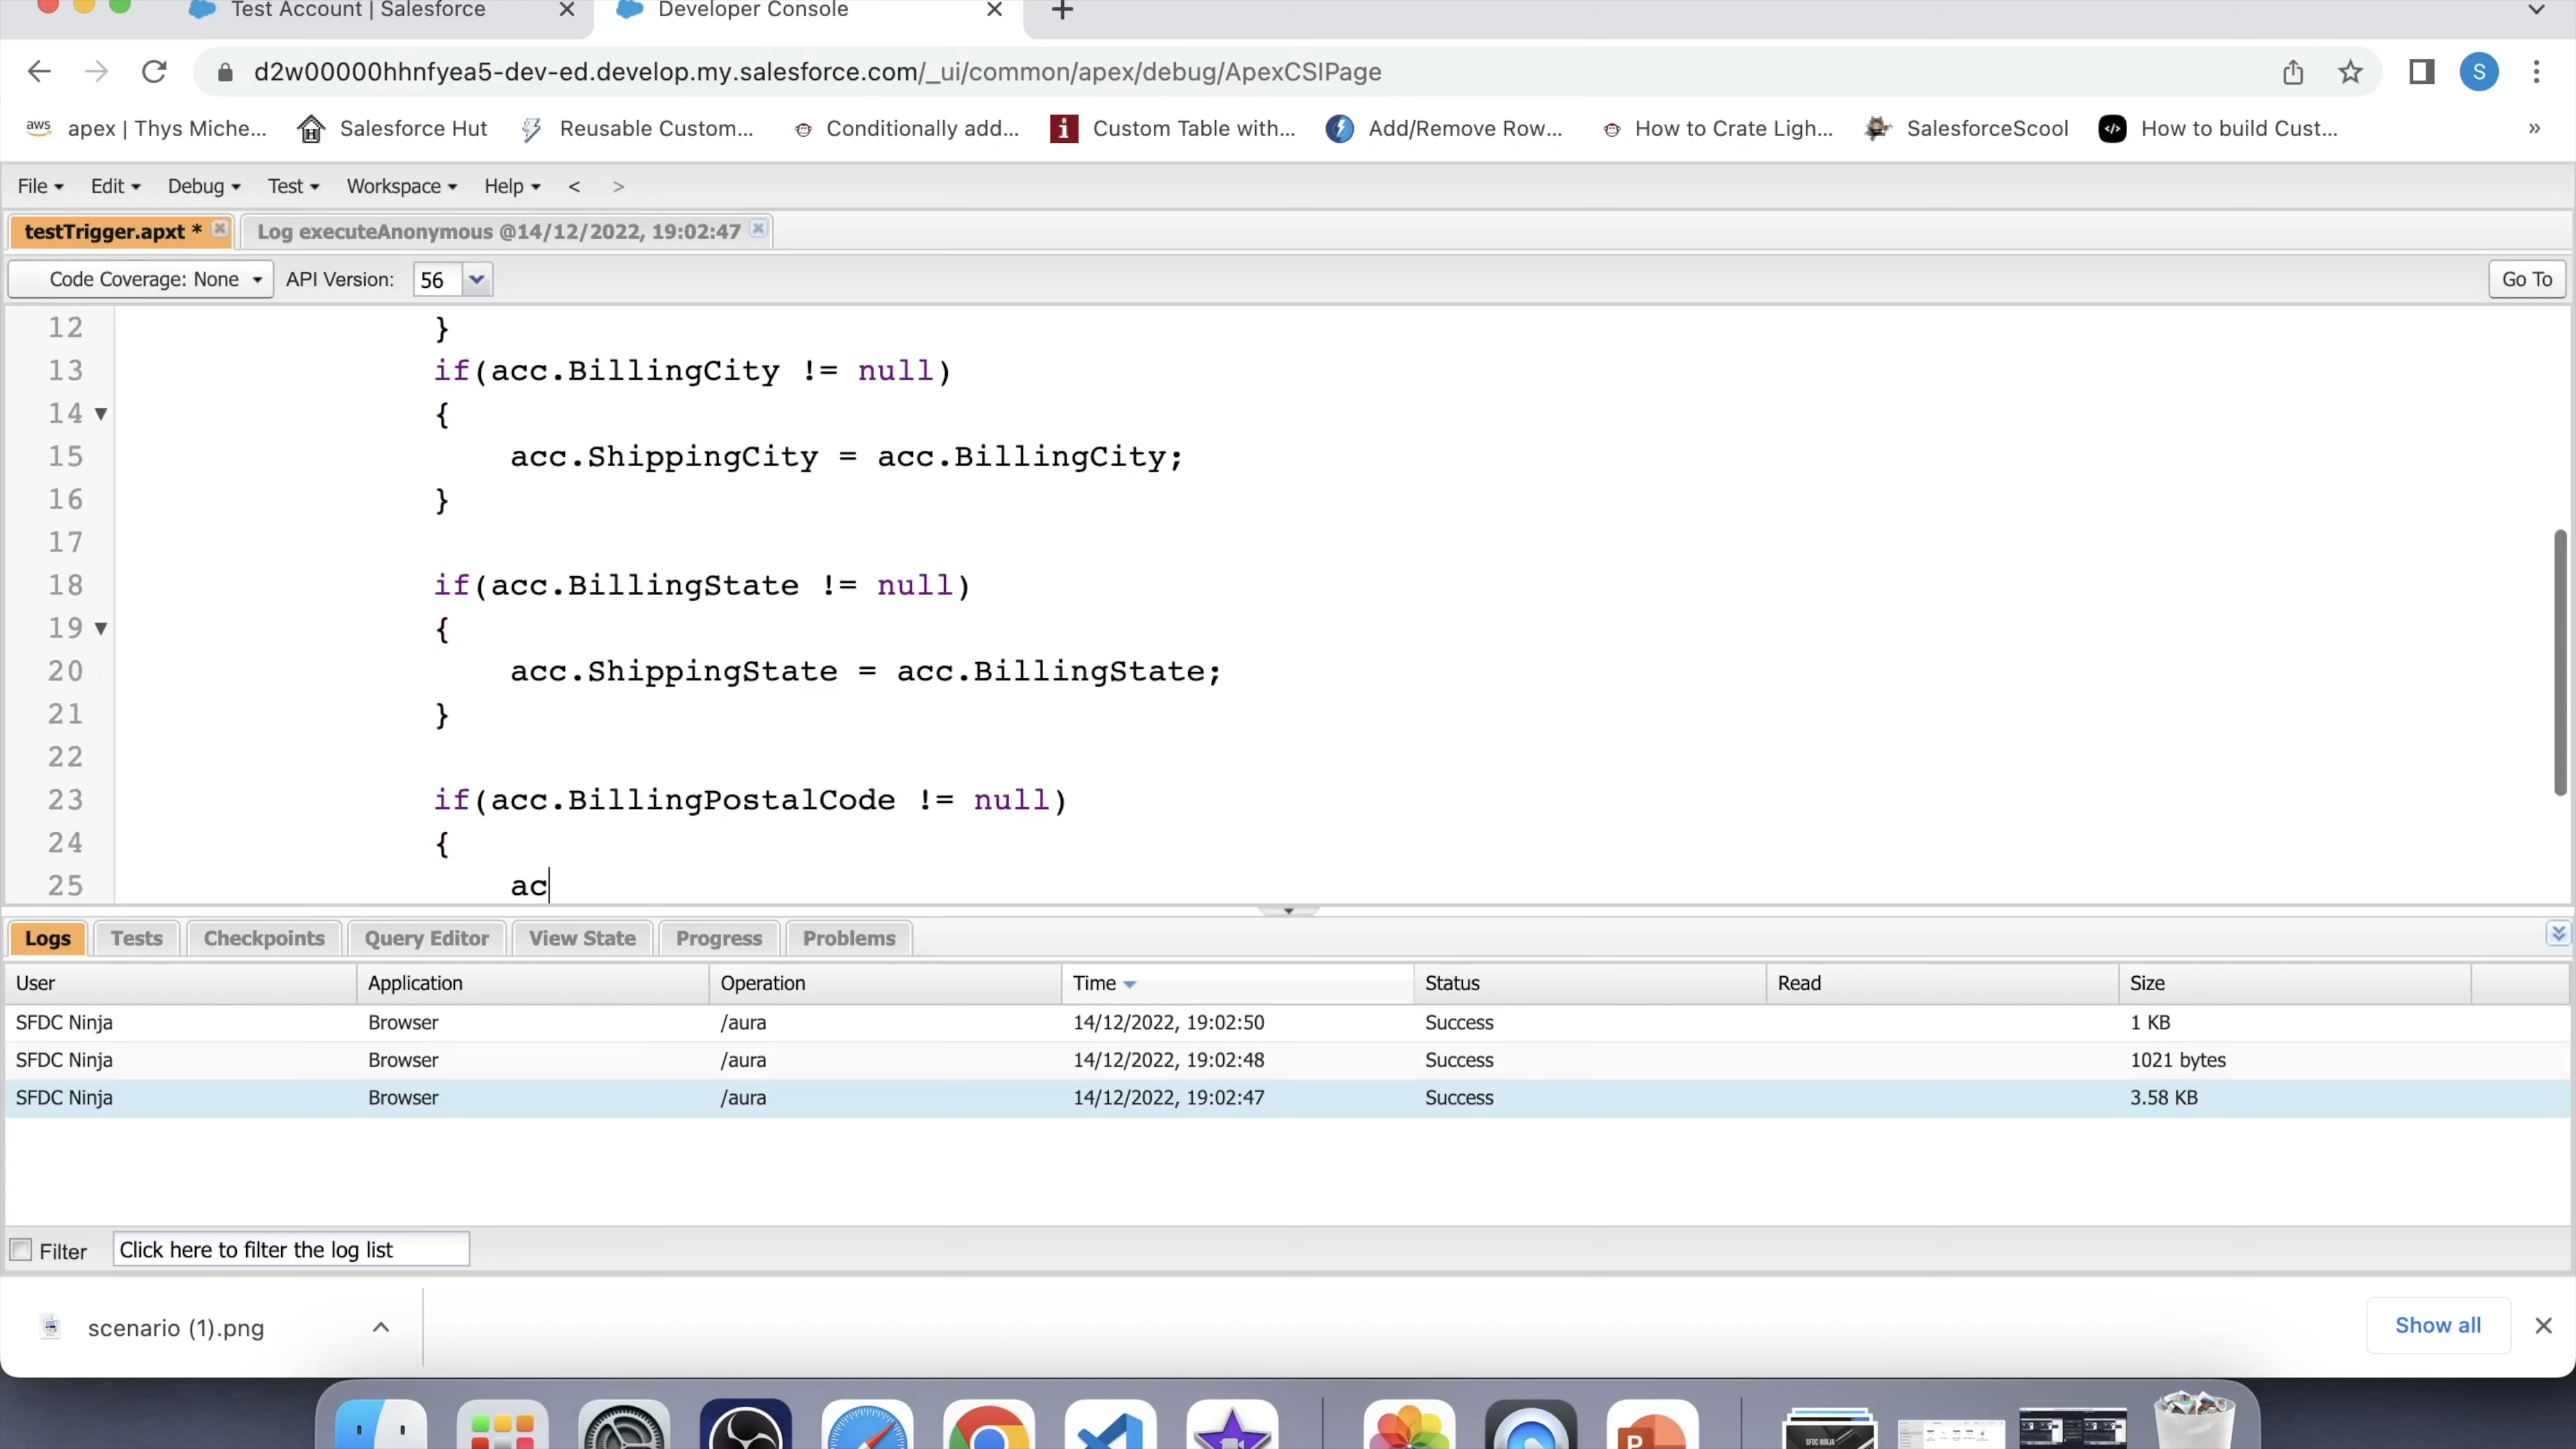 Test Account | Salesforce
Developer Console
d2w00000hhnfyea5-dev-ed.develop.my.salesforce.com/_ui/common/apex/debug/ApexCSIPage
S
aws apex | Thys Miche...
Salesforce Hut
Reusable Custom...
Conditionally add...
Custom Table with...
Add/Remove Row...
How to Crate Ligh...
SalesforceScool
How to build Cust...
»
File Edit Debug Test Workspace Help < >
testTrigger.apxt *
Log executeAnonymous @14/12/2022, 19:02:47
Code Coverage: None API Version: 56 Go To
12 }
13 if(acc.BillingCity != null)
14 {
15 acc.ShippingCity = acc.BillingCity;
16 }
17
18 if(acc.BillingState != null)
19 {
20 acc.ShippingState = acc.BillingState;
21 }
22
23 if(acc.BillingPostalCode != null)
24 {
25 ac
Logs Tests Checkpoints Query Editor View State Progress Problems
User Application Operation Time Status Read Size
SFDC Ninja Browser /aura 14/12/2022, 19:02:50 Success 1 KB
SFDC Ninja Browser /aura 14/12/2022, 19:02:48 Success 1021 bytes
SFDC Ninja Browser /aura 14/12/2022, 19:02:47 Success 3.58 KB
Filter Click here to filter the log list
scenario (1).png
Show all
P
SFDC NINJA